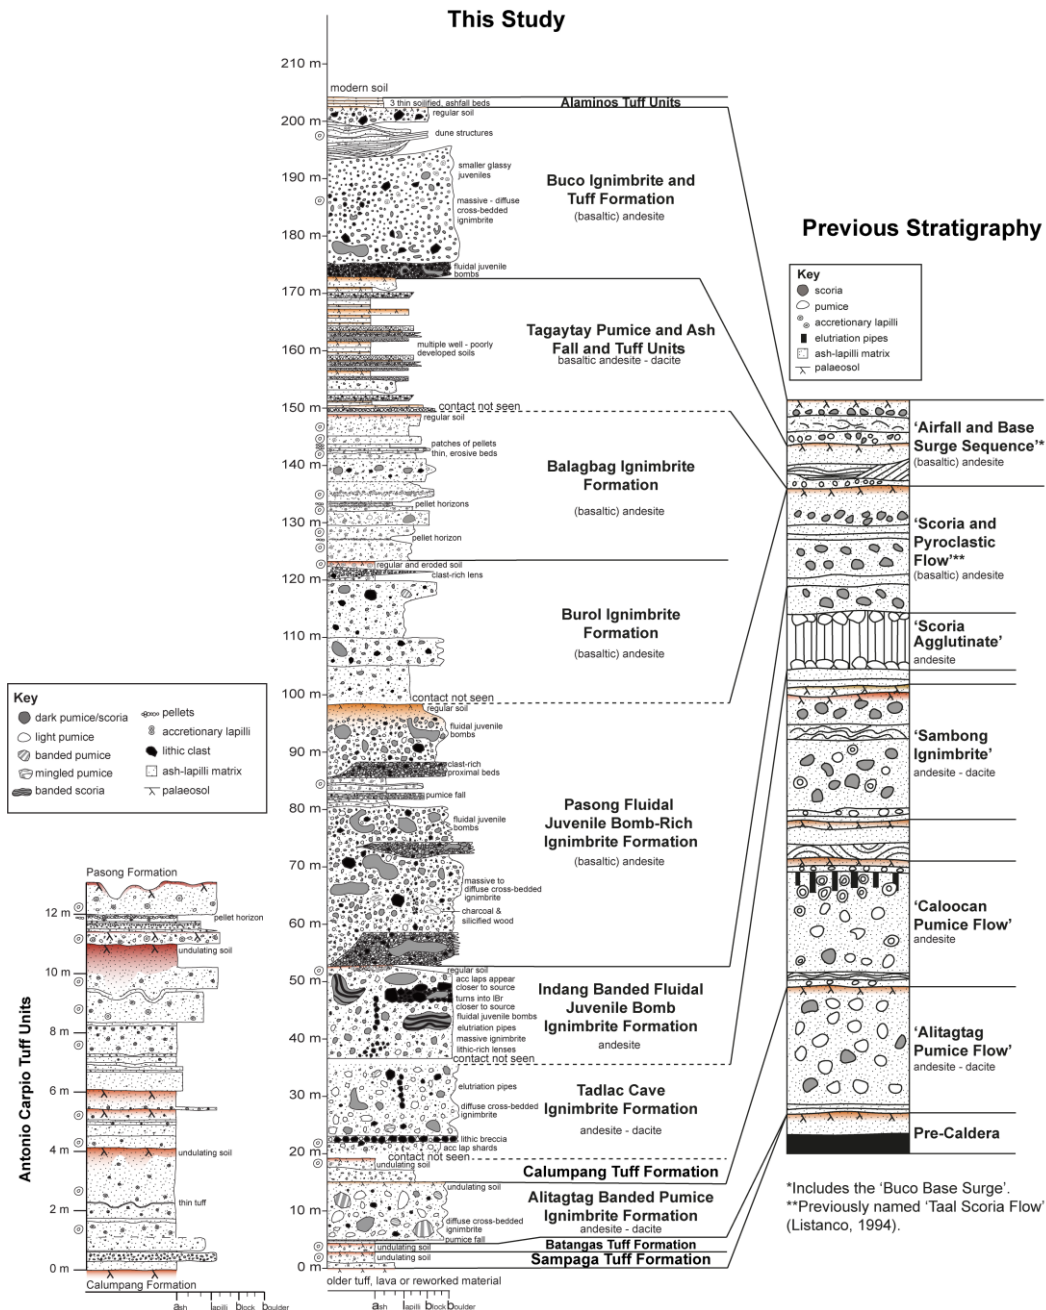 This Study
210 m
modern soil
3 thin soilified, ashfall beds
Alaminos Tuff Units
regular soil
200 m
dune structures
smaller glassy
juveniles
190 m
Buco Ignimbrite and
Tuff Formation
(basaltic) andesite
massive - diffuse
cross-bedded
ignimbrite
180 m
fluidal juvenile
bombs
170 m
Tagaytay Pumice and Ash
Fall and Tuff Units
basaltic andesite - dacite
multiple well - poorly
developed soils
160 m
150 m
contact not seen
regular soil
patches of pellets
thin, erosive beds
140 m
Balagbag Ignimbrite
Formation
(basaltic) andesite
pellet horizons
130 m
pellet horizon
regular and eroded soil
clast-rich lens
120 m
Burol Ignimbrite
Formation
(basaltic) andesite
110 m
100 m
contact not seen
regular soil
fluidal juvenile
bombs
90 m
clast-rich
proximal beds
pumice fall
80 m
Pasong Fluidal
Juvenile Bomb-Rich
Ignimbrite Formation
(basaltic) andesite
fluidal juvenile
bombs
70 m
massive to
diffuse cross-bedded
ignimbrite
charcoal &
silicified wood
60 m
regular soil
acc laps appear
closer to source
50 m
turns into lBr
closer to source
fluidal juvenile bombs
elutriation pipes
massive ignimbrite
lithic-rich lenses
Indang Banded Fluidal
Juvenile Bomb
Ignimbrite Formation
andesite
40 m
contact not seen
elutriation pipes
30 m
diffuse cross-bedded
ignimbrite
Tadlac Cave
Ignimbrite Formation
andesite - dacite
lithic breccia
acc lap shards
20 m
contact not seen
undulating soil
Calumpang Tuff Formation
undulating soil
Alitagtag Banded Pumice
Ignimbrite Formation
andesite - dacite
10 m
diffuse cross-bedded
ignimbrite
pumice fall
undulating soil
Batangas Tuff Formation
undulating soil
Sampaga Tuff Formation
0 m
older tuff, lava or reworked material
ash
lapilli
block
boulder
Previous Stratigraphy
Key
scoria
pumice
accretionary lapilli
elutriation pipes
ash-lapilli matrix
palaeosol
'Airfall and Base
Surge Sequence'*
(basaltic) andesite
'Scoria and
Pyroclastic
Flow'**
(basaltic) andesite
'Scoria
Agglutinate'
andesite
'Sambong
Ignimbrite'
andesite - dacite
'Caloocan
Pumice Flow'
andesite
'Alitagtag
Pumice Flow'
andesite - dacite
Pre-Caldera
*Includes the 'Buco Base Surge'.
**Previously named 'Taal Scoria Flow'
(Listanco, 1994).
Key
dark pumice/scoria
light pumice
banded pumice
mingled pumice
banded scoria
pellets
accretionary lapilli
lithic clast
ash-lapilli matrix
palaeosol
Antonio Carpio Tuff Units
Pasong Formation
12 m
pellet horizon
undulating soil
10 m
8 m
6 m
4 m
undulating soil
thin tuff
2 m
0 m
Calumpang Formation
ash
lapilli
block
boulder